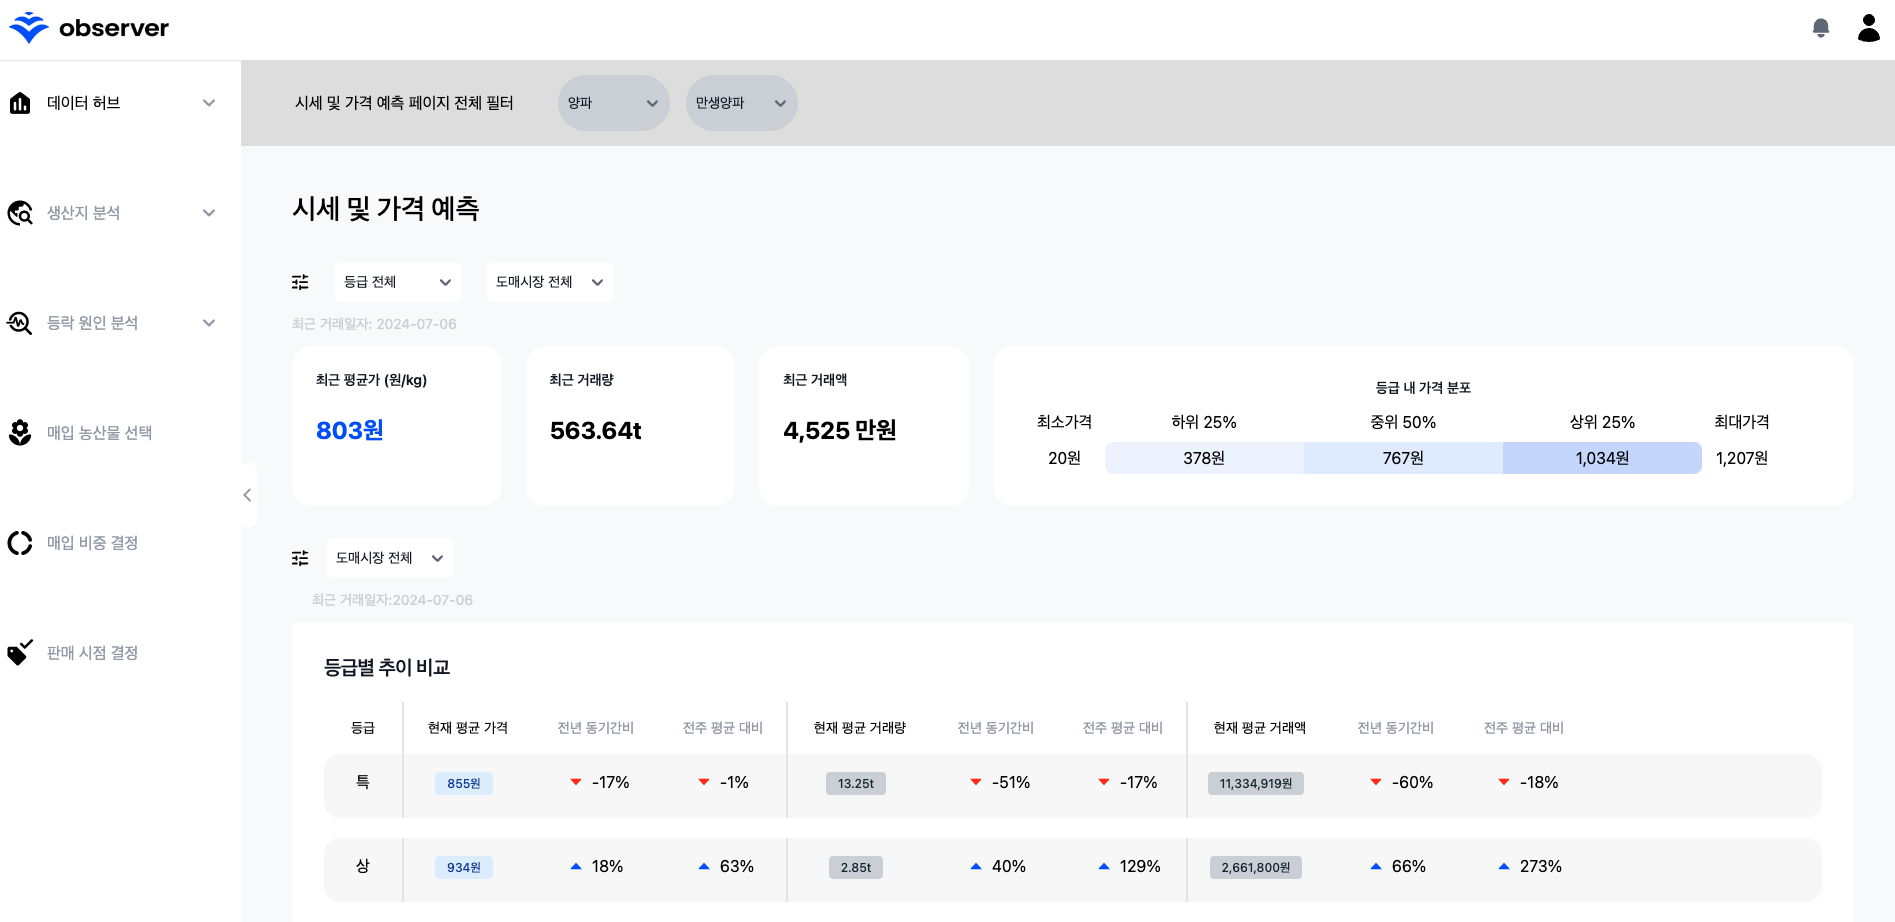 observer
데이터 허브
생산지 분석
등락 원인 분석
매입 농산물 선택
매입 비중 결정
판매 시점 결정
시세 및 가격 예측 페이지 전체 필터
양파
만생양파
시세 및 가격 예측
등급 전체
도매시장 전체
최근 거래일자: 2024-07-06
최근 평균가 (원/kg)
803원
최근 거래량
563.64t
최근 거래액
4,525 만원
등급 내 가격 분포
최소가격 하위 25% 중위 50% 상위 25% 최대가격
20원 378원 767원 1,034원 1,207원
도매시장 전체
최근 거래일자:2024-07-06
등급별 추이 비교
등급 현재 평균 가격 전년 동기간비 전주 평균 대비 현재 평균 거래량 전년 동기간비 전주 평균 대비 현재 평균 거래액 전년 동기간비 전주 평균 대비
특 855원 -17% -1% 13.25t -51% -17% 11,334,919원 -60% -18%
상 934원 18% 63% 2.85t 40% 129% 2,661,800원 66% 273%